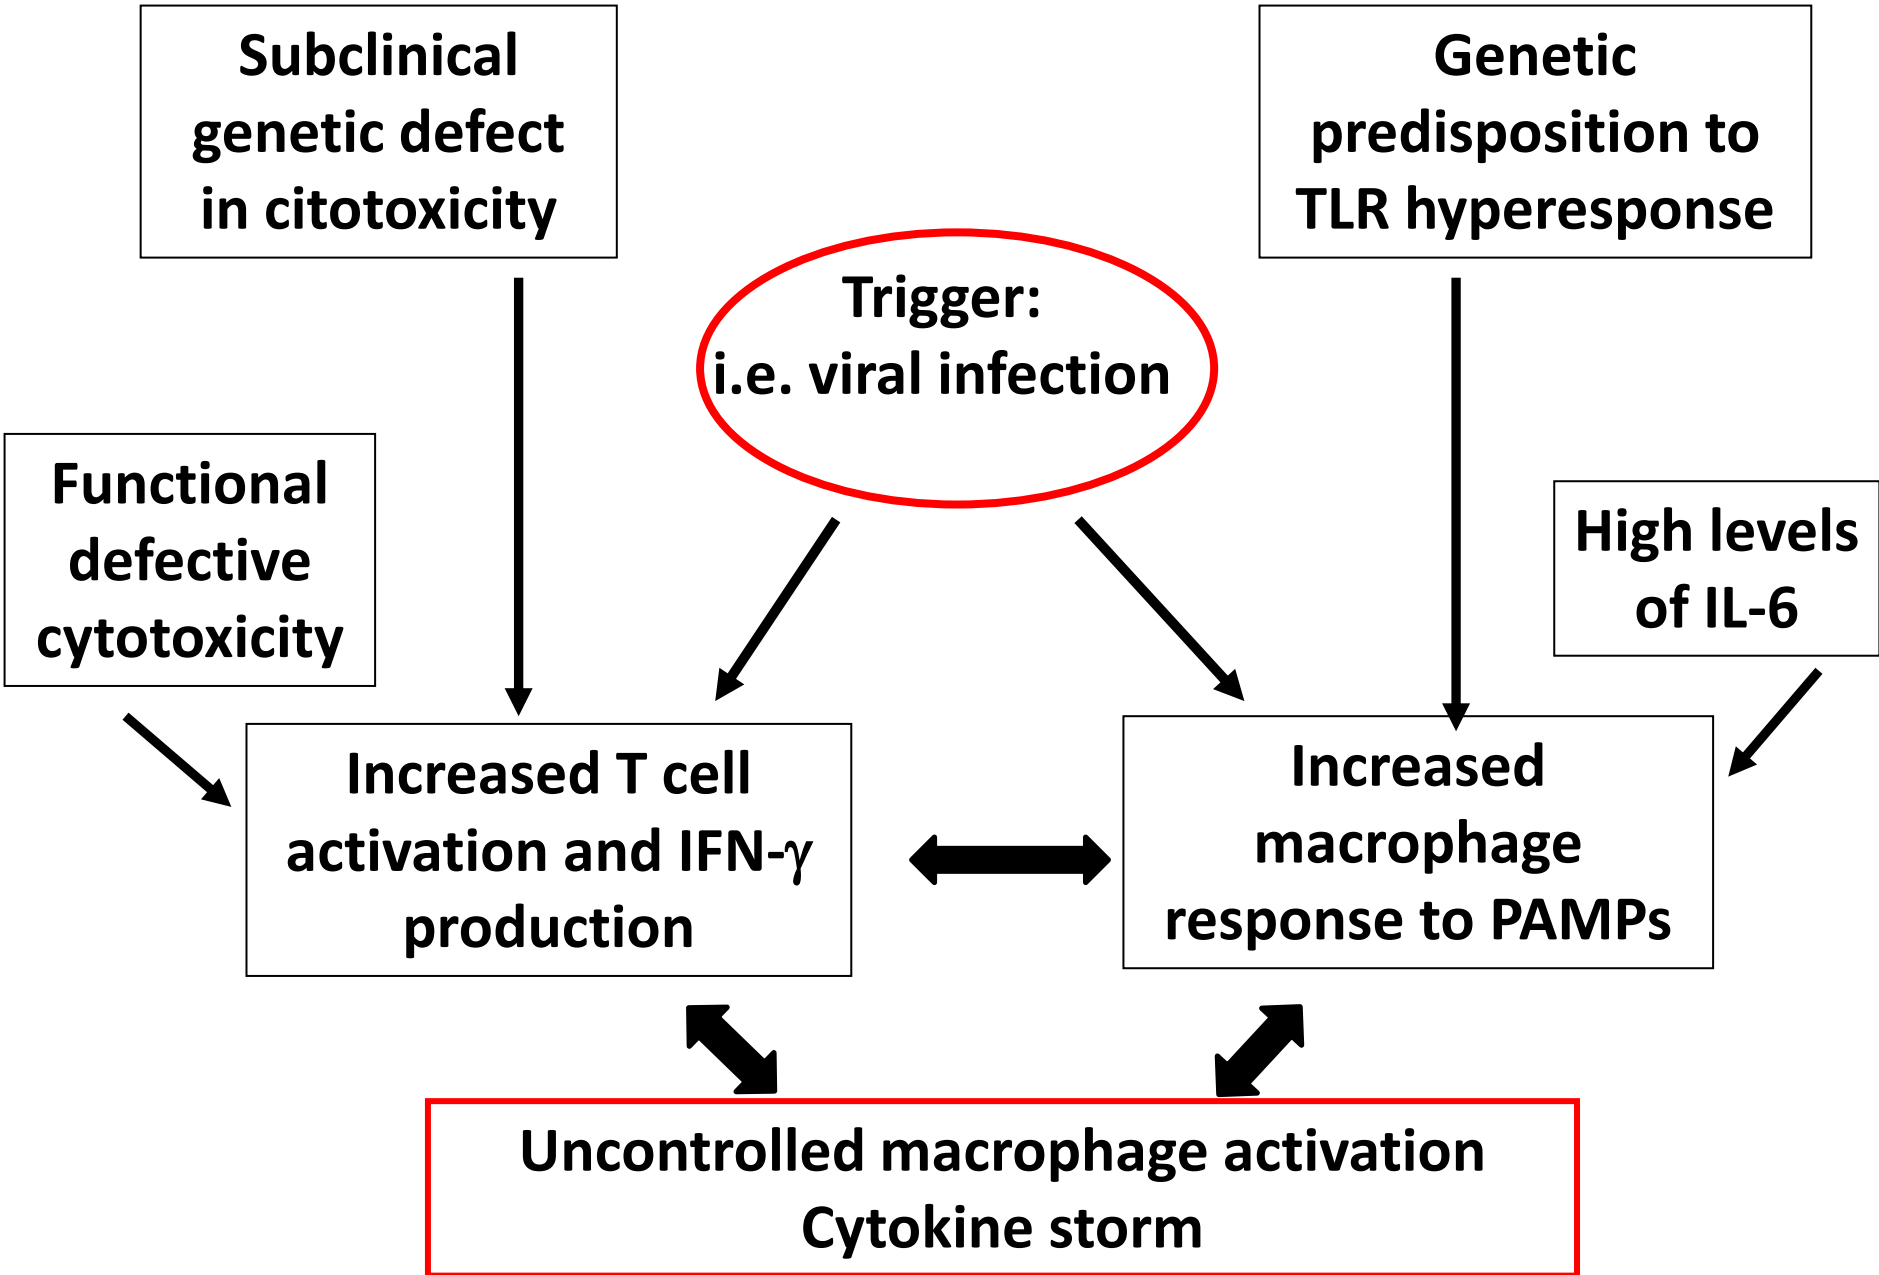 Subclinical
genetic defect
in citotoxicity
Genetic
predisposition to
TLR hyperesponse
Trigger:
i.e. viral infection
Functional
defective
cytotoxicity
High levels
of IL-6
Increased T cell
activation and IFN-γ
production
Increased
macrophage
response to PAMPs
Uncontrolled macrophage activation
Cytokine storm